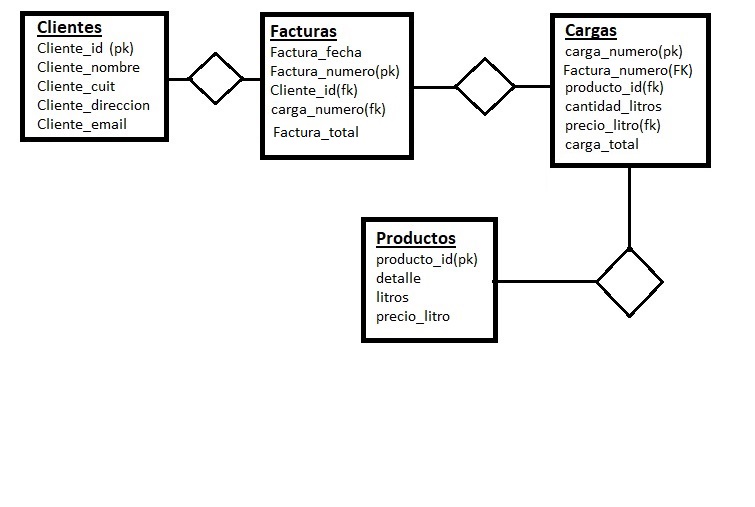 Clientes
Cliente_id (pk)
Cliente_nombre
Cliente_cuit
Cliente_direccion
Cliente_email
Facturas
Factura_fecha
Factura_numero(pk)
Cliente_id(fk)
carga_numero(fk)
Factura_total
Cargas
carga_numero(pk)
Factura_numero(FK)
producto_id(fk)
cantidad_litros
precio_litro(fk)
carga_total
Productos
producto_id(pk)
detalle
litros
precio_litro